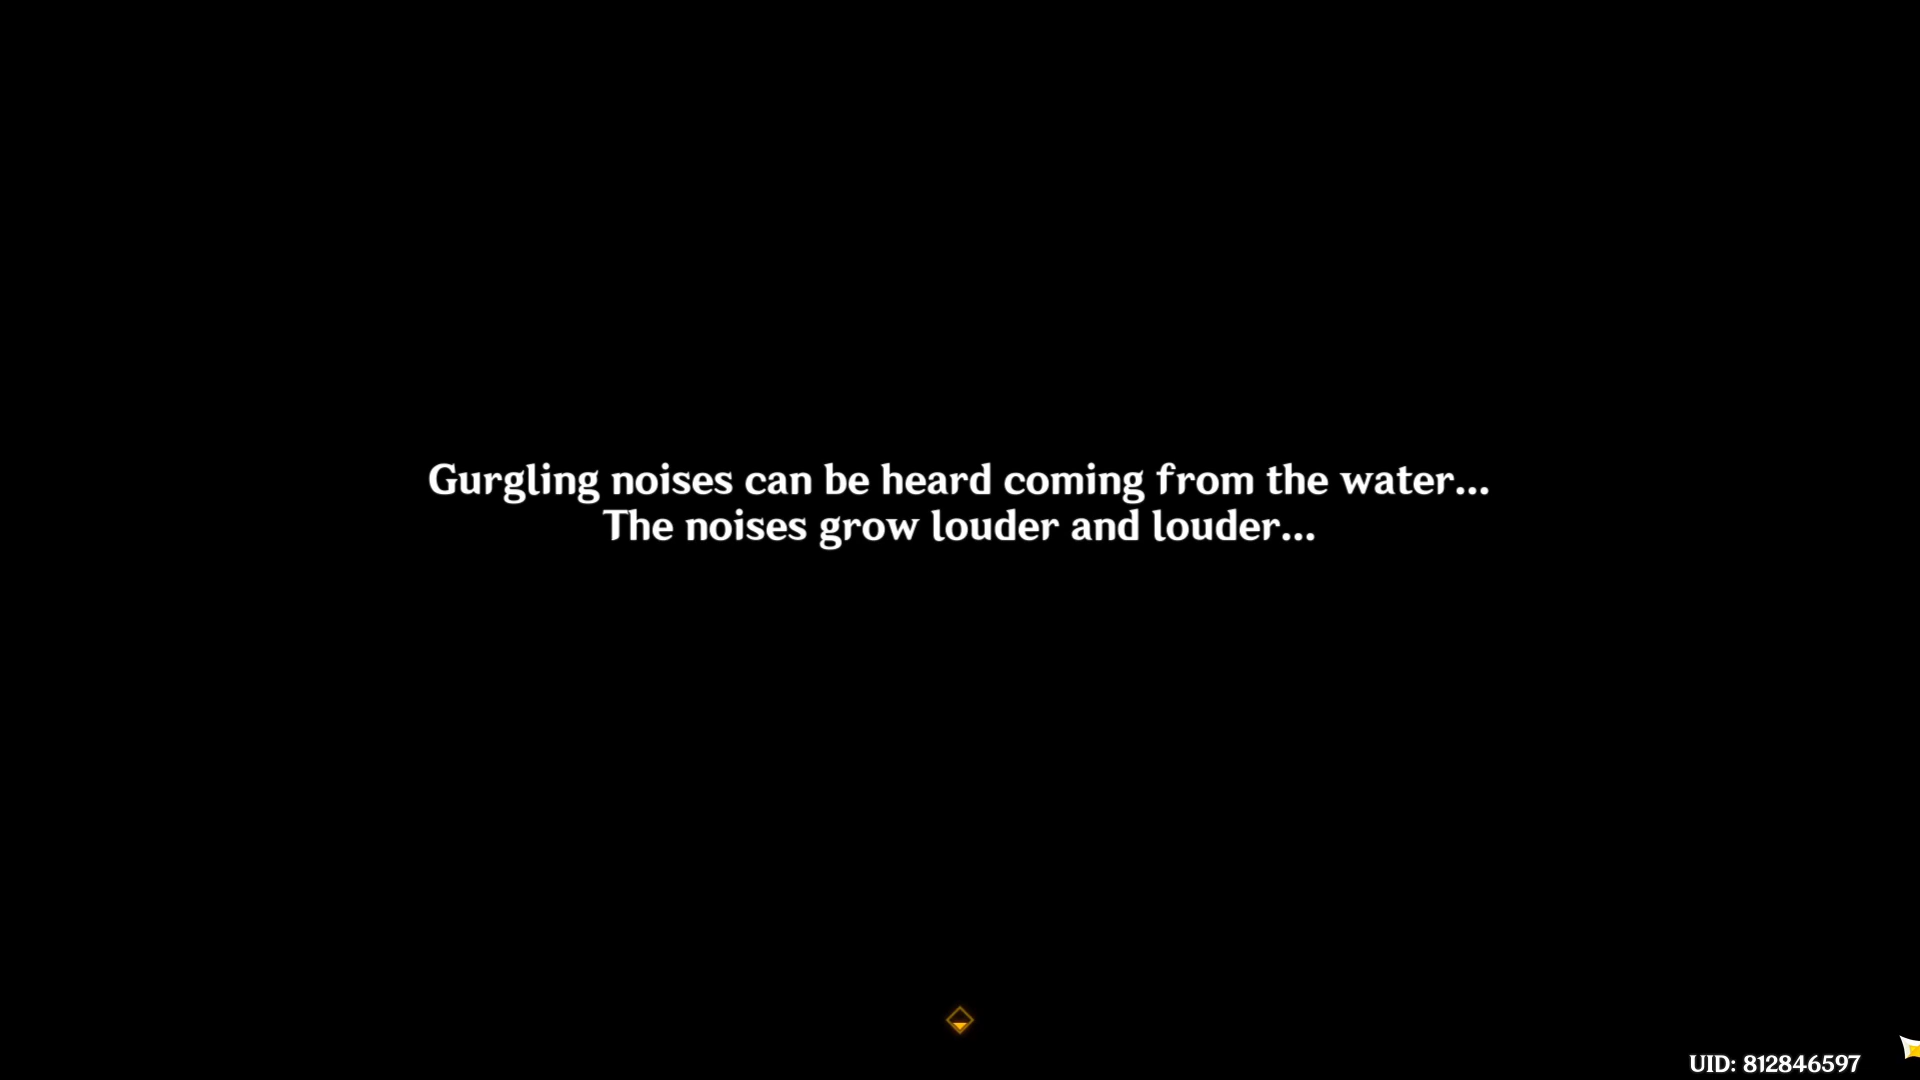 Gurgling noises can be heard coming from the water...
The noises grow louder and louder...
UID: 812846597